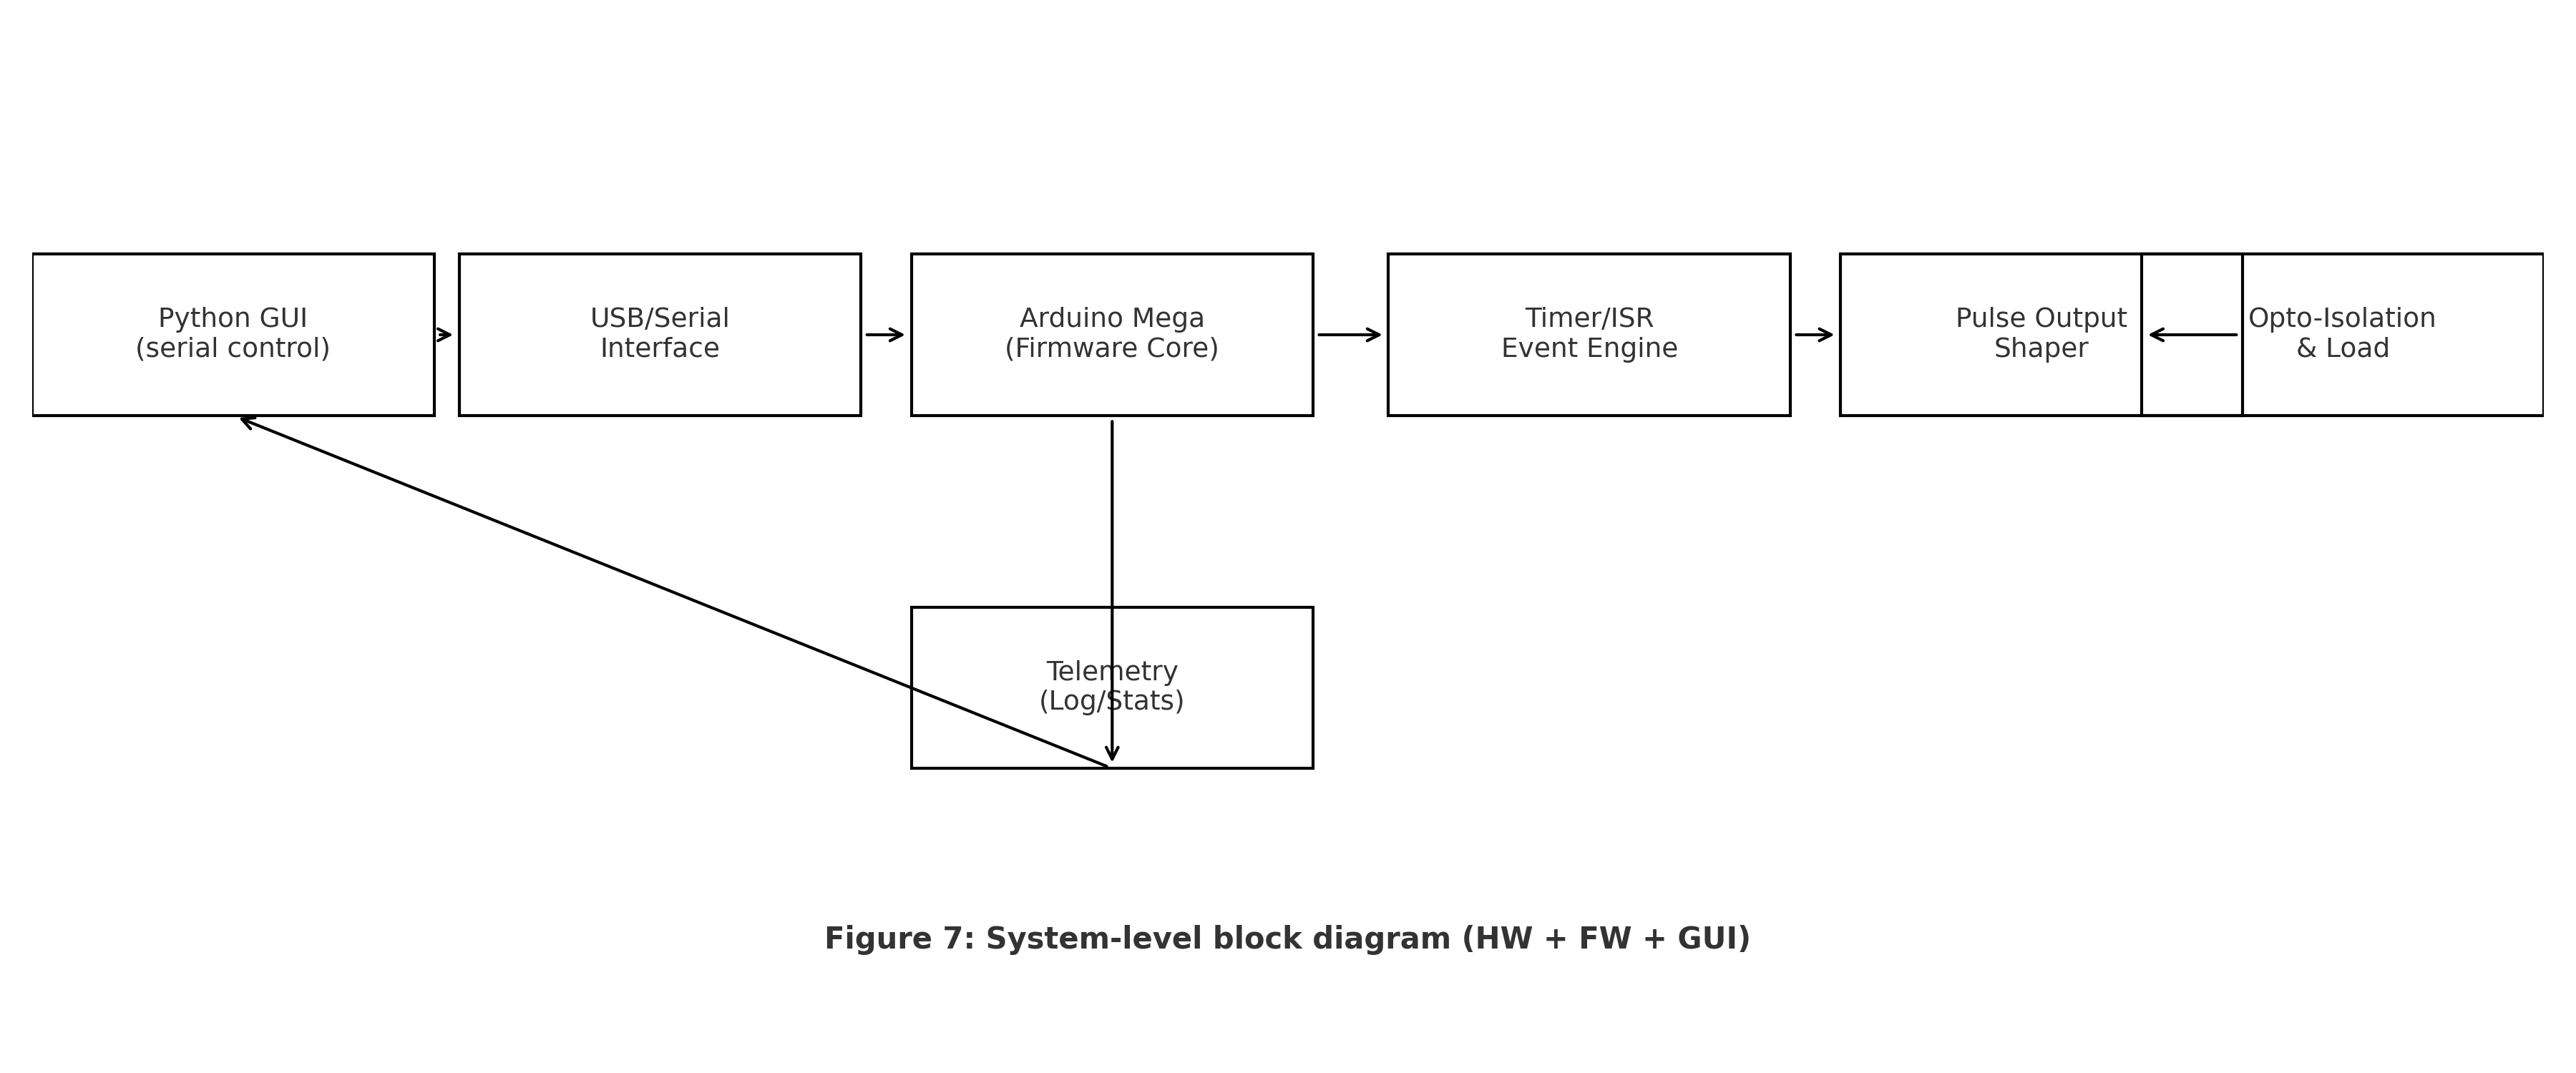 Python GUI
(serial control)
USB/Serial
Interface
Arduino Mega
(Firmware Core)
Timer/ISR
Event Engine
Pulse Output
Shaper
Opto-Isolation
& Load
Telemetry
(Log/Stats)
Figure 7: System-level block diagram (HW + FW + GUI)